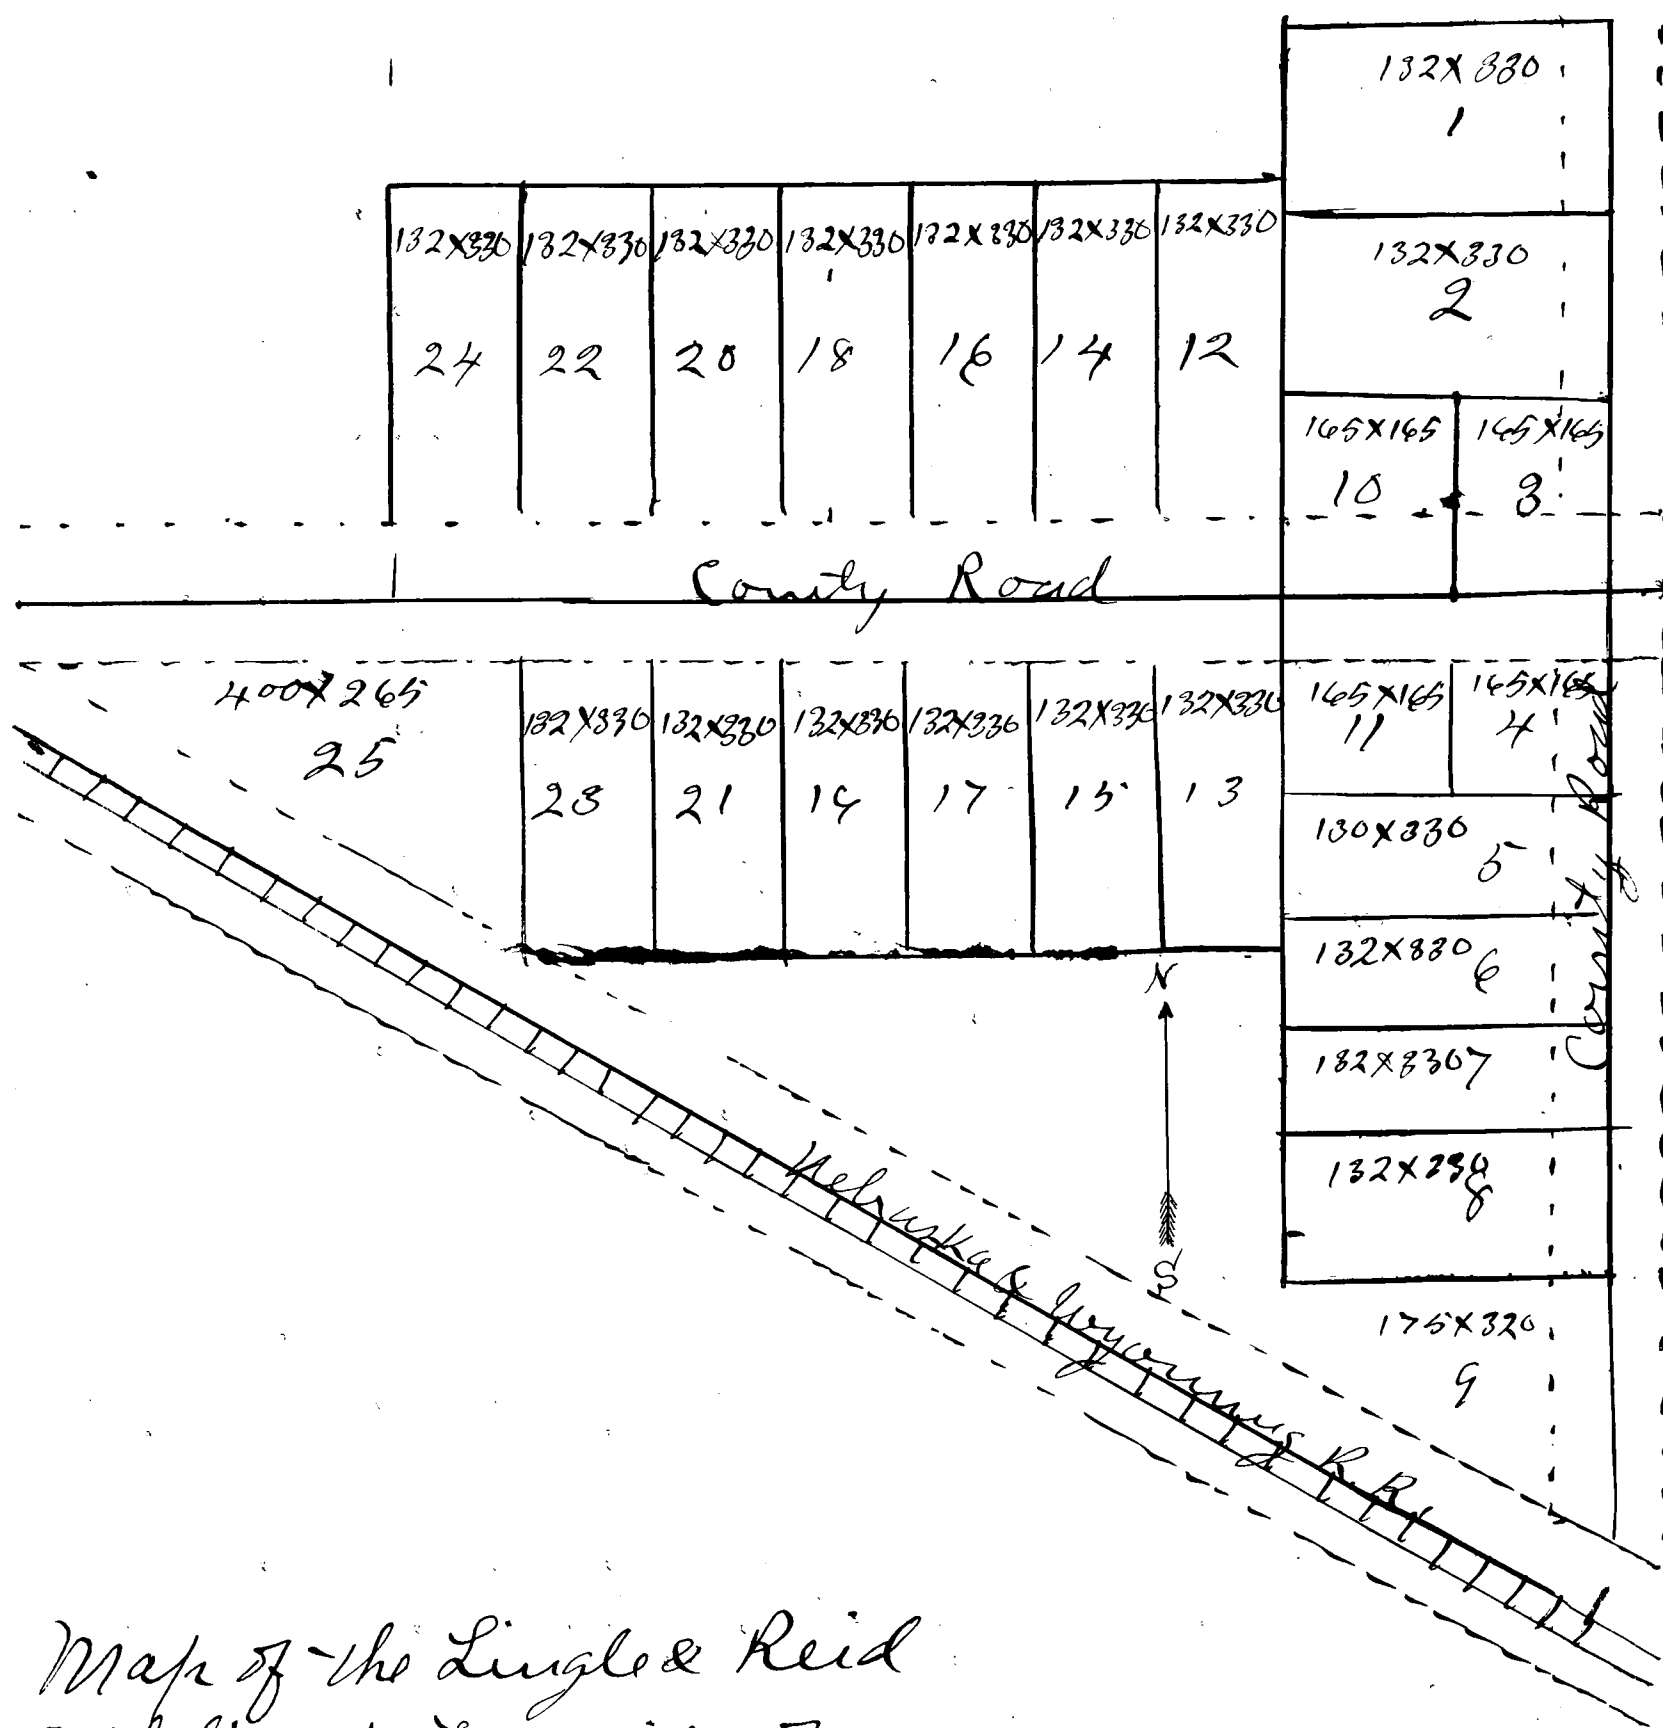 132X330
1
132X330 132X330 132X330 132X330 132X330 132X330 132X330
132X330
2
24 22 20 18 16 14 12
165X165 165X165
10 3
County Road
400X265
25
165X165 165X165
11 4
132X330 132X330 132X330 132X330 132X330 132X330
23 21 19 17 15 13
130X330 5
County Road
132X330 6
N
132X330 7
132X330
8
S
175X320
9
Nebraska & Wyoming R.R.
Map of the Lingle & Reid